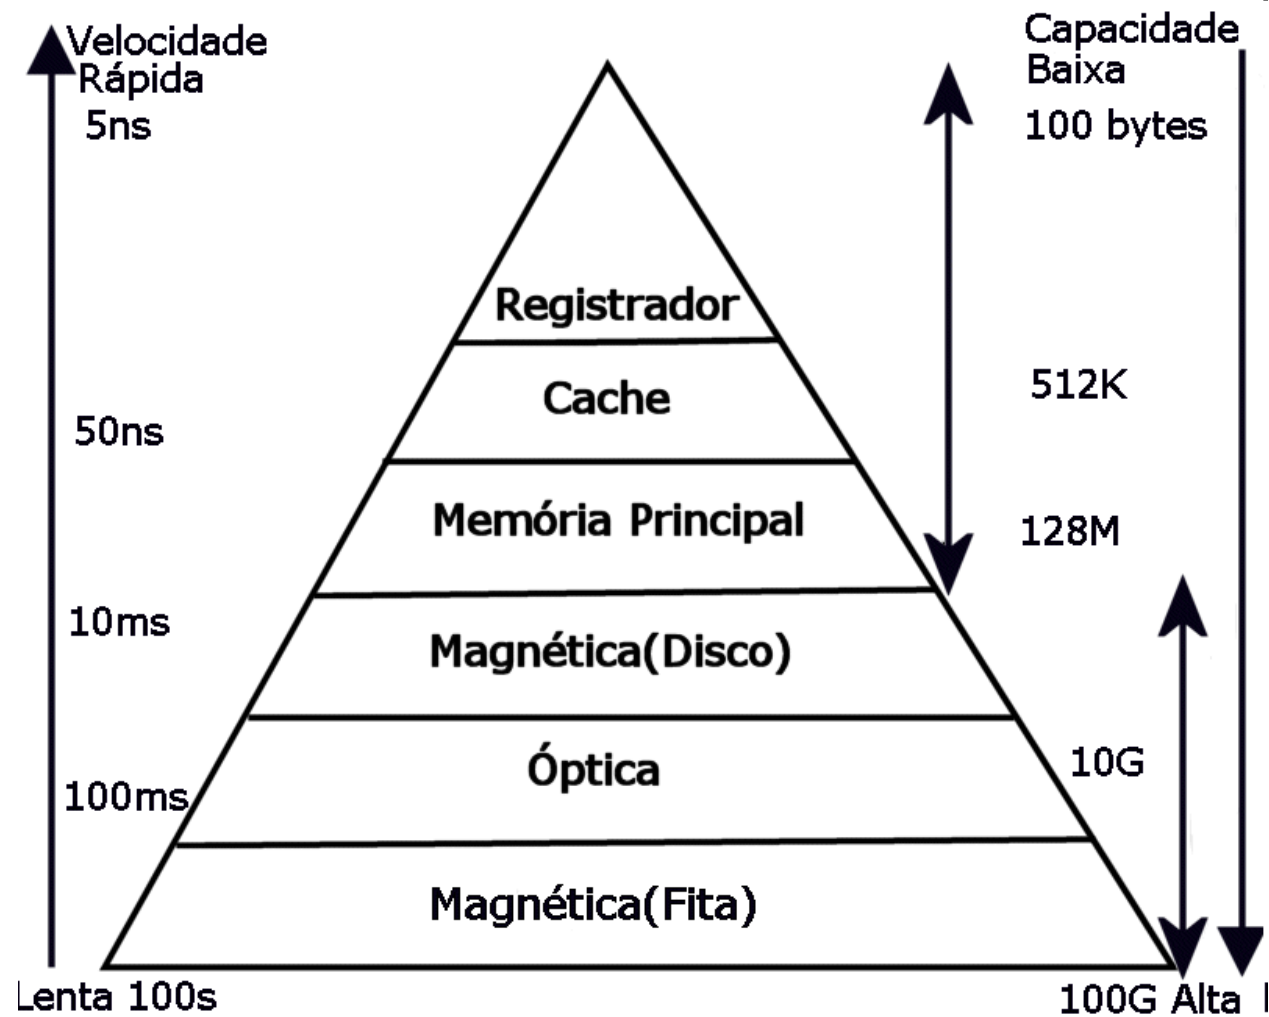 Velocidade
Rápida
5ns
Capacidade
Baixa
100 bytes
Registrador
Cache
512K
50ns
Memória Principal
128M
10ms
Magnética(Disco)
Óptica
10G
100ms
Magnética(Fita)
Lenta 100s
100G Alta